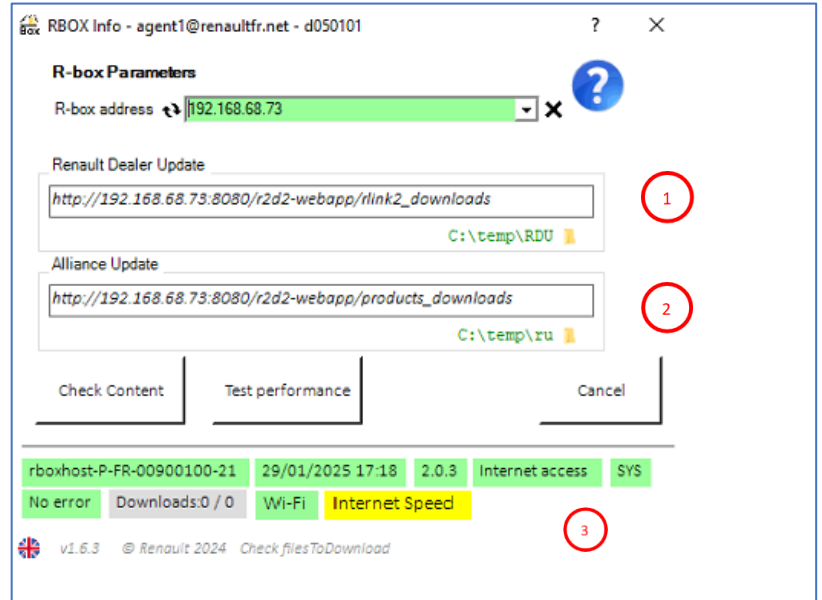 RBOX Info - agent1@renaultfr.net - d050101 ?
R-box Parameters
R-box address 192.168.68.73
Renault Dealer Update
http://192.168.68.73:8080/r2d2-webapp/rlink2_downloads
1
C:\temp\RDU
Alliance Update
http://192.168.68.73:8080/r2d2-webapp/products_downloads
2
C:\temp\ru
Check Content Test performance Cancel
rboxhost-P-FR-00900100-21 29/01/2025 17:18 2.0.3 Internet access SYS
No error Downloads:0 / 0 Wi-Fi Internet Speed
3
v1.6.3 © Renault 2024 Check filesToDownload